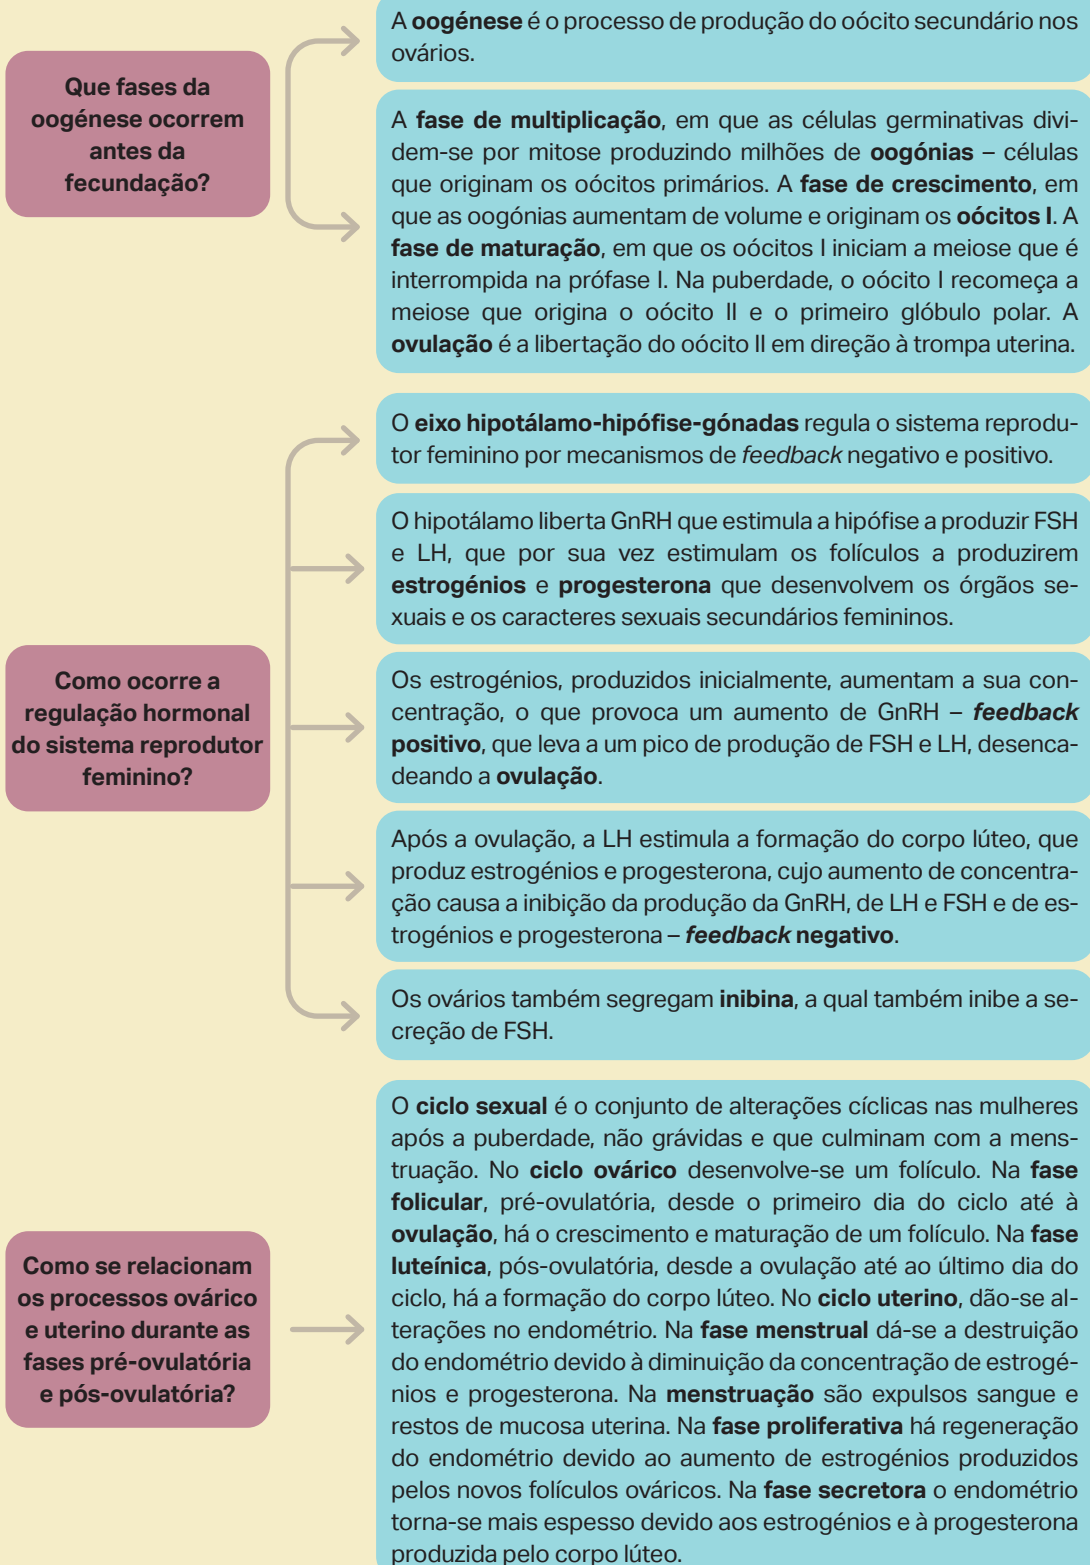 Que fases da
oogénese ocorrem
antes da
fecundação?
A oogénese é o processo de produção do oócito secundário nos
ovários.
A fase de multiplicação, em que as células germinativas divi-
dem-se por mitose produzindo milhões de oogónias – células
que originam os oócitos primários. A fase de crescimento, em
que as oogónias aumentam de volume e originam os oócitos I. A
fase de maturação, em que os oócitos I iniciam a meiose que é
interrompida na prófase I. Na puberdade, o oócito I recomeça a
meiose que origina o oócito II e o primeiro glóbulo polar. A
ovulação é a libertação do oócito II em direção à trompa uterina.
Como ocorre a
regulação hormonal
do sistema reprodutor
feminino?
O eixo hipotálamo-hipófise-gónadas regula o sistema reprodu-
tor feminino por mecanismos de feedback negativo e positivo.
O hipotálamo liberta GnRH que estimula a hipófise a produzir FSH
e LH, que por sua vez estimulam os folículos a produzirem
estrogénios e progesterona que desenvolvem os órgãos se-
xuais e os caracteres sexuais secundários femininos.
Os estrogénios, produzidos inicialmente, aumentam a sua con-
centração, o que provoca um aumento de GnRH – feedback
positivo, que leva a um pico de produção de FSH e LH, desenca-
deando a ovulação.
Após a ovulação, a LH estimula a formação do corpo lúteo, que
produz estrogénios e progesterona, cujo aumento de concentra-
ção causa a inibição da produção da GnRH, de LH e FSH e de es-
trogénios e progesterona – feedback negativo.
Os ovários também segregam inibina, a qual também inibe a se-
creção de FSH.
Como se relacionam
os processos ovárico
e uterino durante as
fases pré-ovulatória
e pós-ovulatória?
O ciclo sexual é o conjunto de alterações cíclicas nas mulheres
após a puberdade, não grávidas e que culminam com a mens-
truação. No ciclo ovárico desenvolve-se um folículo. Na fase
folicular, pré-ovulatória, desde o primeiro dia do ciclo até à
ovulação, há o crescimento e maturação de um folículo. Na fase
luteínica, pós-ovulatória, desde a ovulação até ao último dia do
ciclo, há a formação do corpo lúteo. No ciclo uterino, dão-se al-
terações no endométrio. Na fase menstrual dá-se a destruição
do endométrio devido à diminuição da concentração de estrogé-
nios e progesterona. Na menstruação são expulsos sangue e
restos de mucosa uterina. Na fase proliferativa há regeneração
do endométrio devido ao aumento de estrogénios produzidos
pelos novos folículos ováricos. Na fase secretora o endométrio
torna-se mais espesso devido aos estrogénios e à progesterona
produzida pelo corpo lúteo.